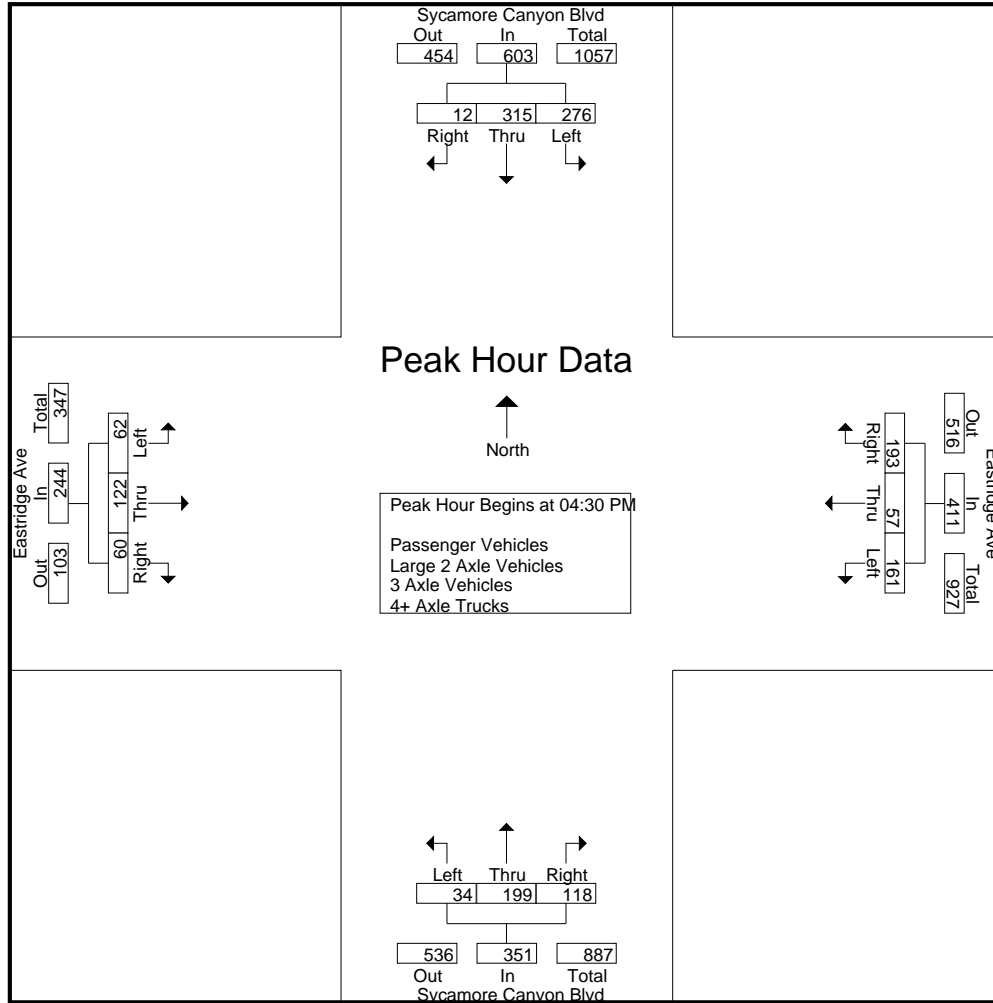 Sycamore Canyon Blvd
Out In Total
454 603 1057
12 315 276
Right Thru Left
Peak Hour Data
North
Peak Hour Begins at 04:30 PM
Passenger Vehicles
Large 2 Axle Vehicles
3 Axle Vehicles
4+ Axle Trucks
Eastridge Ave
Out In Total
103 244 347
Right Thru Left
60 122 62
Eastridge Ave
Out In Total
516 411 927
Right Thru Left
193 57 161
Left Thru Right
34 199 118
536 351 887
Out In Total
Sycamore Canyon Blvd